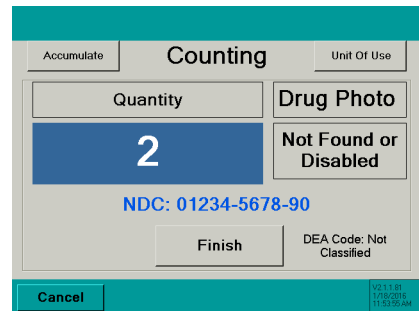 Accumulate
Counting
Unit Of Use
Quantity
Drug Photo
2
Not Found or
Disabled
NDC: 01234-5678-90
Finish
DEA Code: Not
Classified
Cancel
V2.1.1.81
1/18/2016
11:53:55 AM